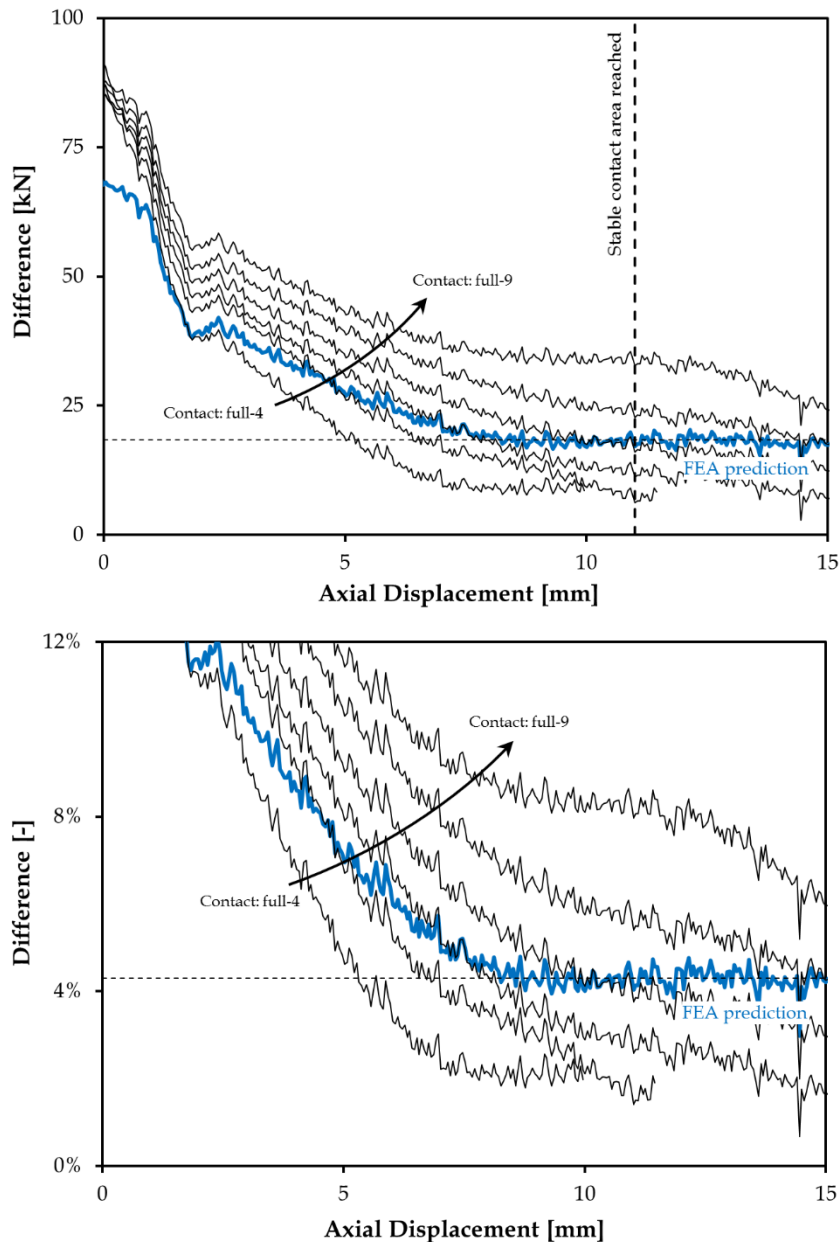 100
75
50
25
0
Difference [kN]
Stable contact area reached
Contact: full-9
Contact: full-4
FEA prediction
0
5
10
15
Axial Displacement [mm]
12%
8%
4%
0%
Difference [-]
Contact: full-9
Contact: full-4
FEA prediction
0
5
10
15
Axial Displacement [mm]